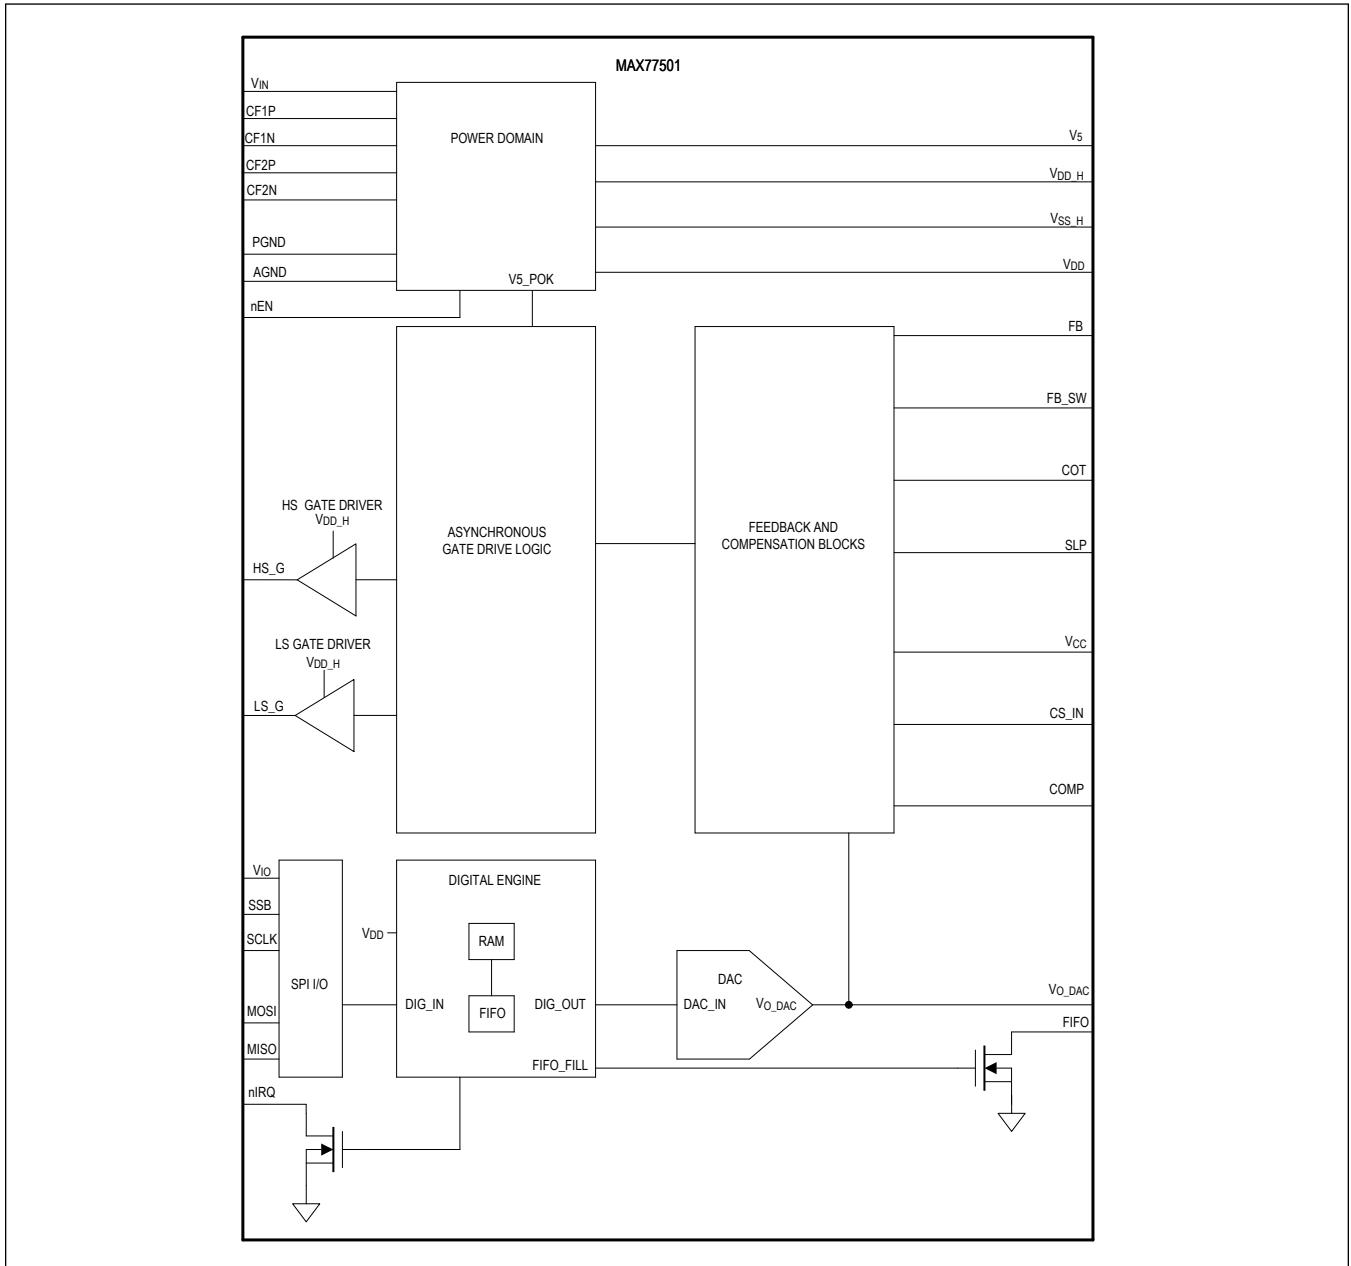 MAX77501
VIN
CF1P
CF1N
CF2P
CF2N
PGND
AGND
nEN
POWER DOMAIN
V5_POK
V5
VDD_H
VSS_H
VDD
HS GATE DRIVER
VDD_H
HS_G
LS GATE DRIVER
VDD_H
LS_G
ASYNCHRONOUS
GATE DRIVE LOGIC
FEEDBACK AND
COMPENSATION BLOCKS
FB
FB_SW
COT
SLP
VCC
CS_IN
COMP
VIO
SSB
SCLK
MOSI
MISO
nIRQ
SPI I/O
DIGITAL ENGINE
VDD
RAM
FIFO
DIG_IN
DIG_OUT
FIFO_FILL
DAC
DAC_IN
VO_DAC
VO_DAC
FIFO